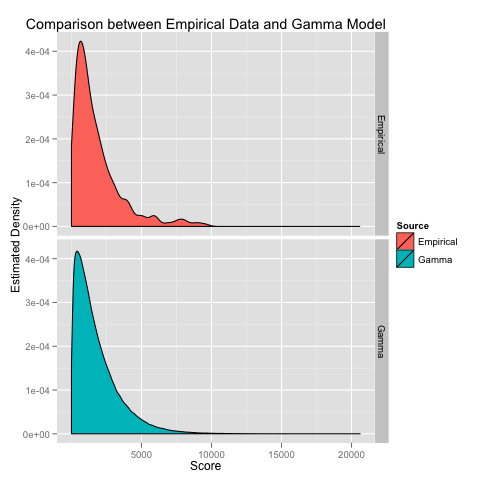 Comparison between Empirical Data and Gamma Model
4e-04
3e-04
2e-04
1e-04
0e+00
Empirical
4e-04
3e-04
2e-04
1e-04
0e+00
Gamma
Estimated Density
5000
10000
15000
20000
Score
Source
Empirical
Gamma